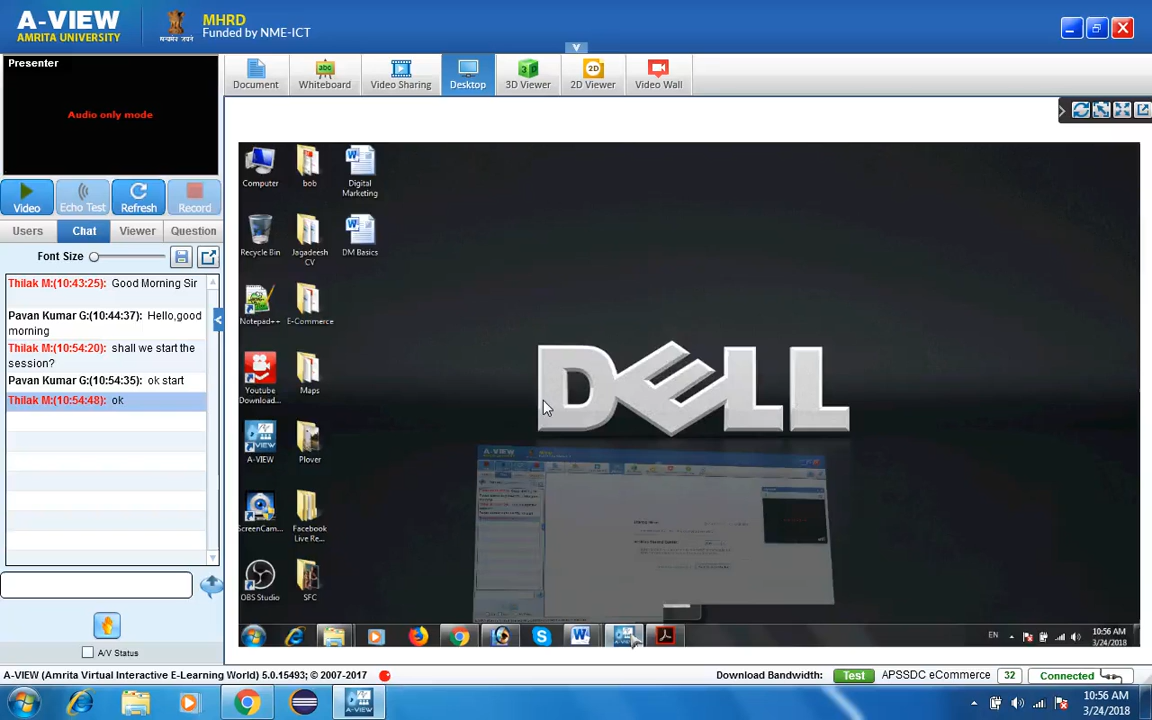 A-VIEW
AMRITA UNIVERSITY
MHRD
Funded by NME-ICT
Presenter
Audio only mode
Document
Whiteboard
Video Sharing
Desktop
3D Viewer
2D Viewer
Video Wall
Video
Echo Test
Refresh
Record
Users
Chat
Viewer
Question
Font Size
Thilak M:(10:43:25): Good Morning Sir
Pavan Kumar G:(10:44:37): Hello,good
morning
Thilak M:(10:54:20): shall we start the
session?
Pavan Kumar G:(10:54:35): ok start
Thilak M:(10:54:48): ok
A/V Status
Computer
bob
Digital
Marketing
Recycle Bin
Jagadeesh
CV
DM Basics
Notepad++
E-Commerce
Youtube
Download...
Maps
A-VIEW
Plover
ScreenCam...
Facebook
Live Re...
OBS Studio
SFC
DELL
EN
10:56 AM
3/24/2018
A-VIEW (Amrita Virtual Interactive E-Learning World) 5.0.15493; © 2007-2017
Download Bandwidth:
Test
APSSDC eCommerce
32
Connected
10:56 AM
3/24/2018